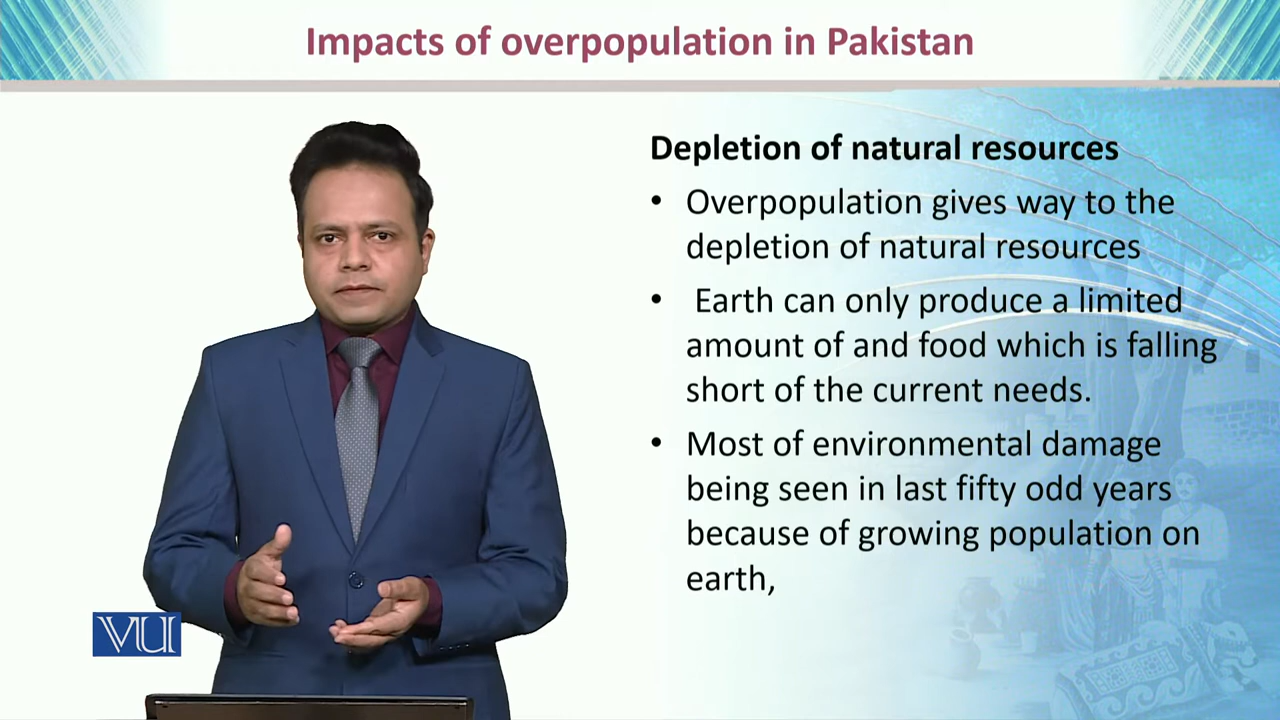 Impacts of overpopulation in Pakistan
Depletion of natural resources
• Overpopulation gives way to the
depletion of natural resources
• Earth can only produce a limited
amount of and food which is falling
short of the current needs.
• Most of environmental damage
being seen in last fifty odd years
because of growing population on
earth,
VU